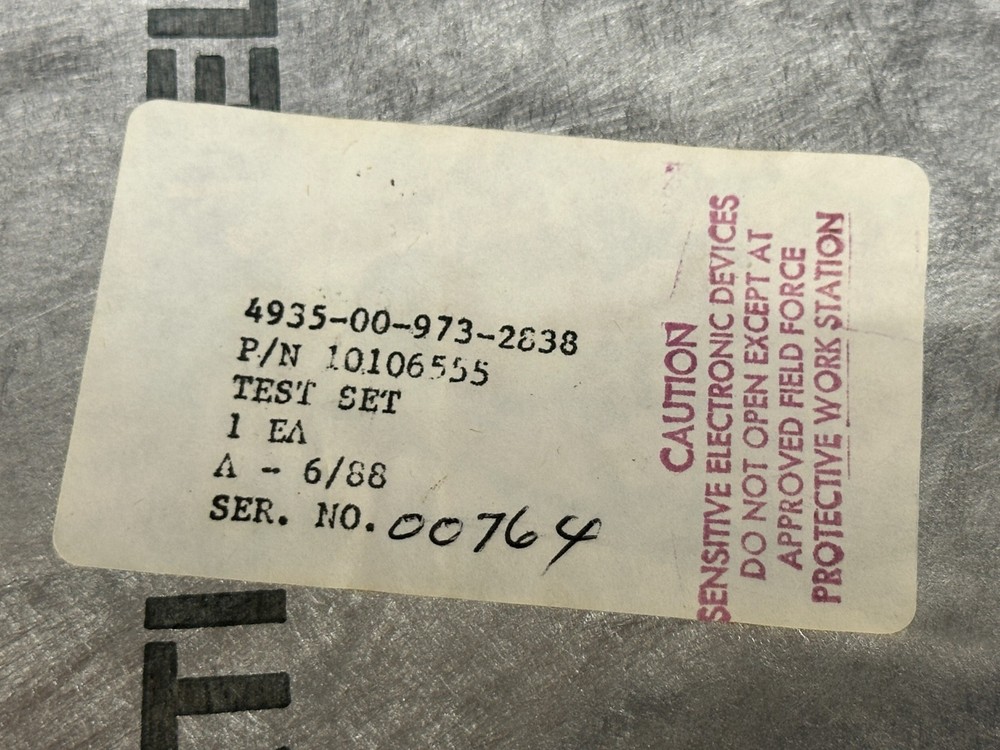 4935-00-973-2838
P/N 10106555
TEST SET
1 EA
A - 6/88
SER. NO. 00764
CAUTION
SENSITIVE ELECTRONIC DEVICES
DO NOT OPEN EXCEPT AT
APPROVED FIELD FORCE
PROTECTIVE WORK STATION